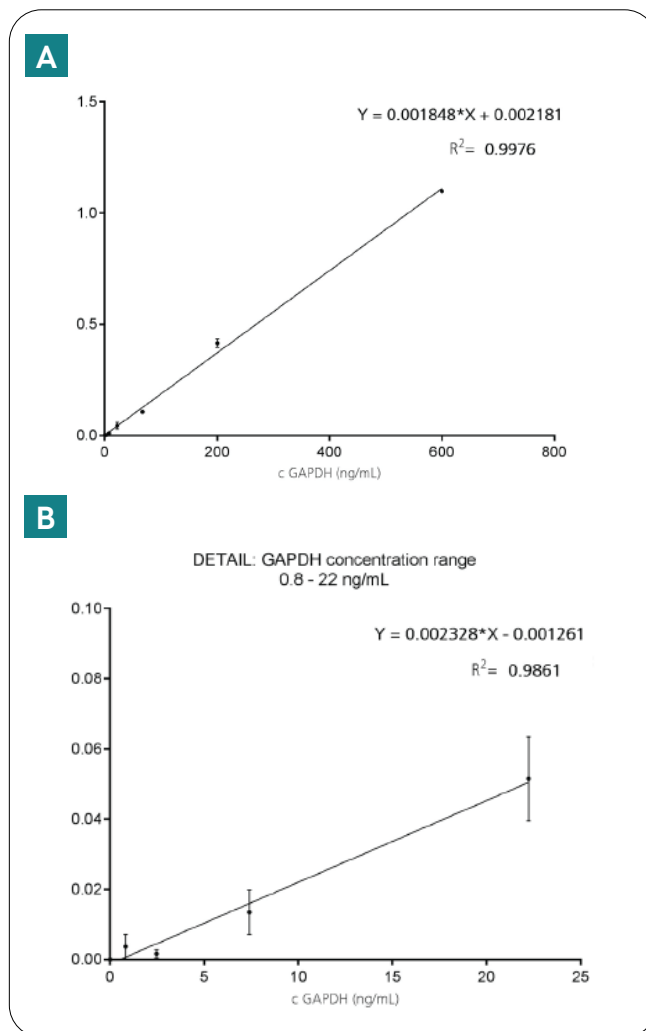 A
1.5
Y = 0.001848*X + 0.002181
R²= 0.9976
1.0
0.5
0.0
200
400
600
800
c GAPDH (ng/mL)
B
DETAIL: GAPDH concentration range
0.8 - 22 ng/mL
0.10
Y = 0.002328*X - 0.001261
0.08
R²= 0.9861
0.06
0.04
0.02
0.00
0
5
10
15
20
25
c GAPDH (ng/mL)